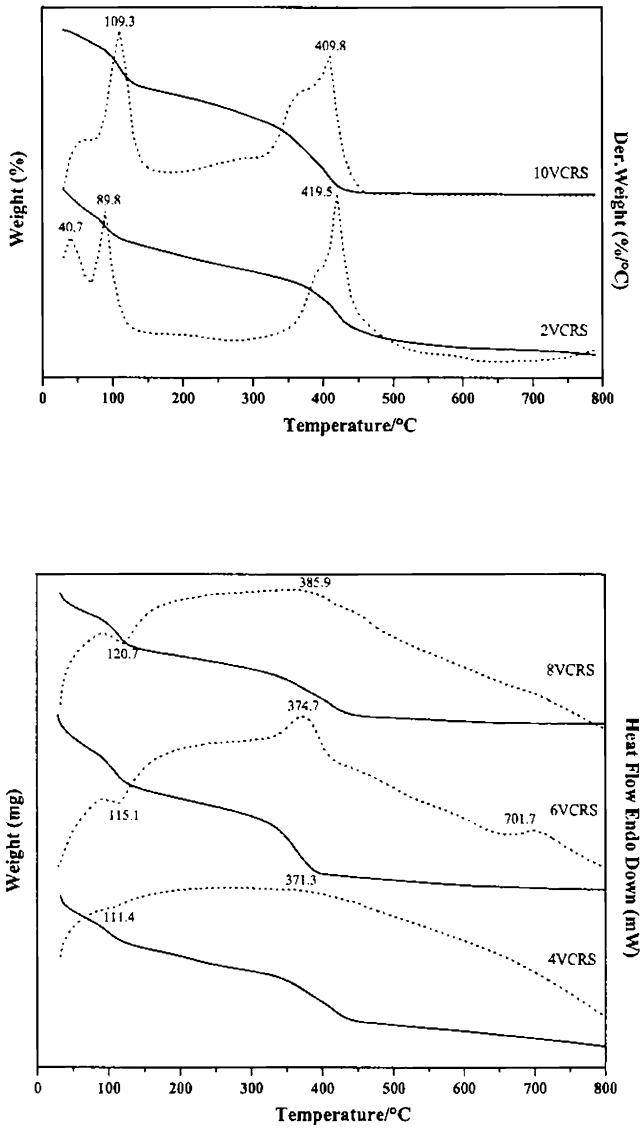 109.3
409.8
Weight (%)
Der.Weight (%/°C)
10VCRS
89.8
419.5
40.7
2VCRS
0 100 200 300 400 500 600 700 800
Temperature/°C
385.9
120.7
8VCRS
374.7
Weight (mg)
Heat Flow Endo Down (mW)
115.1
701.7
6VCRS
371.3
111.4
4VCRS
0 100 200 300 400 500 600 700 800
Temperature/°C